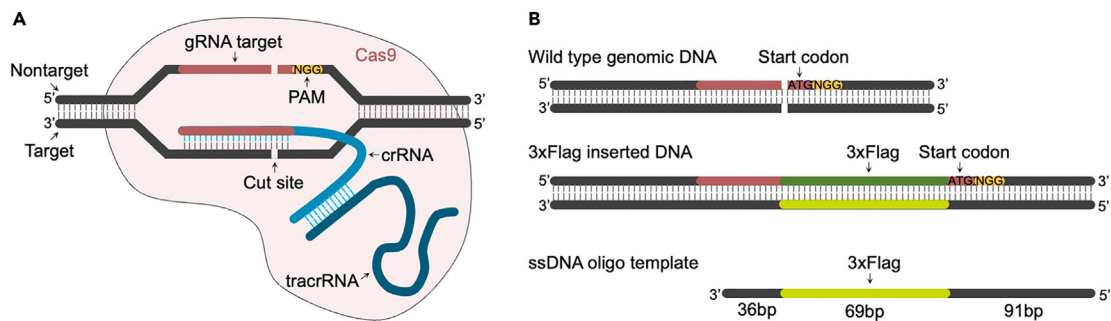 A
gRNA target
Cas9
Nontarget
NGG
5’
3’
PAM
3’
5’
Target
crRNA
Cut site
tracrRNA
B
Wild type genomic DNA
Start codon
5’
ATG NGG
3’
3’
5’
3xFlag inserted DNA
3xFlag
Start codon
5’
ATG NGG
3’
3’
5’
ssDNA oligo template
3xFlag
3’
5’
36bp
69bp
91bp